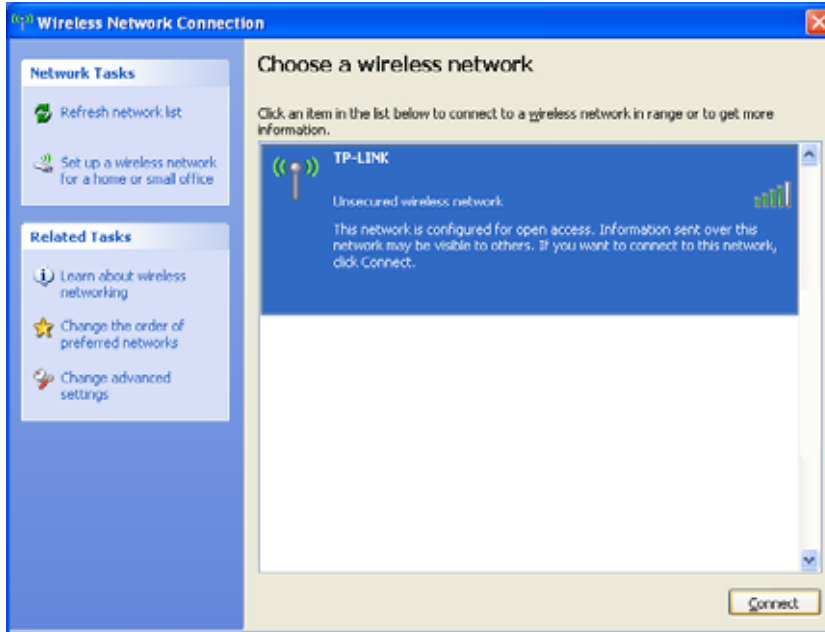 Wireless Network Connection
Network Tasks
Refresh network list
Set up a wireless network
for a home or small office
Related Tasks
Learn about wireless
networking
Change the order of
preferred networks
Change advanced
settings
Choose a wireless network
Click an item in the list below to connect to a wireless network in range or to get more
information.
TP-LINK
Unsecured wireless network
This network is configured for open access. Information sent over this
network may be visible to others. If you want to connect to this network,
click Connect.
Connect